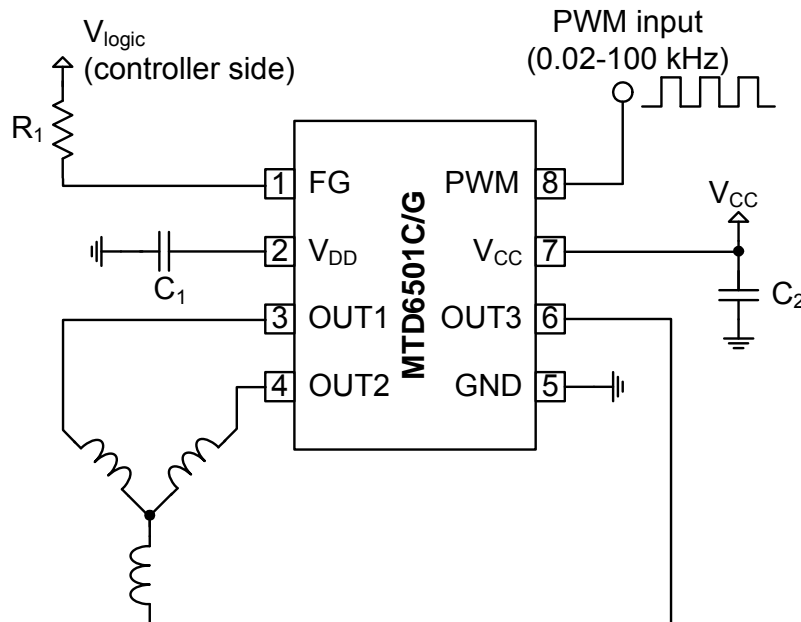 V_logic
(controller side)
R_1
PWM input
(0.02-100 kHz)
1 FG
PWM 8
2 V_DD
V_CC 7
3 OUT1
OUT3 6
4 OUT2
GND 5
MTD6501C/G
C_1
V_CC
C_2